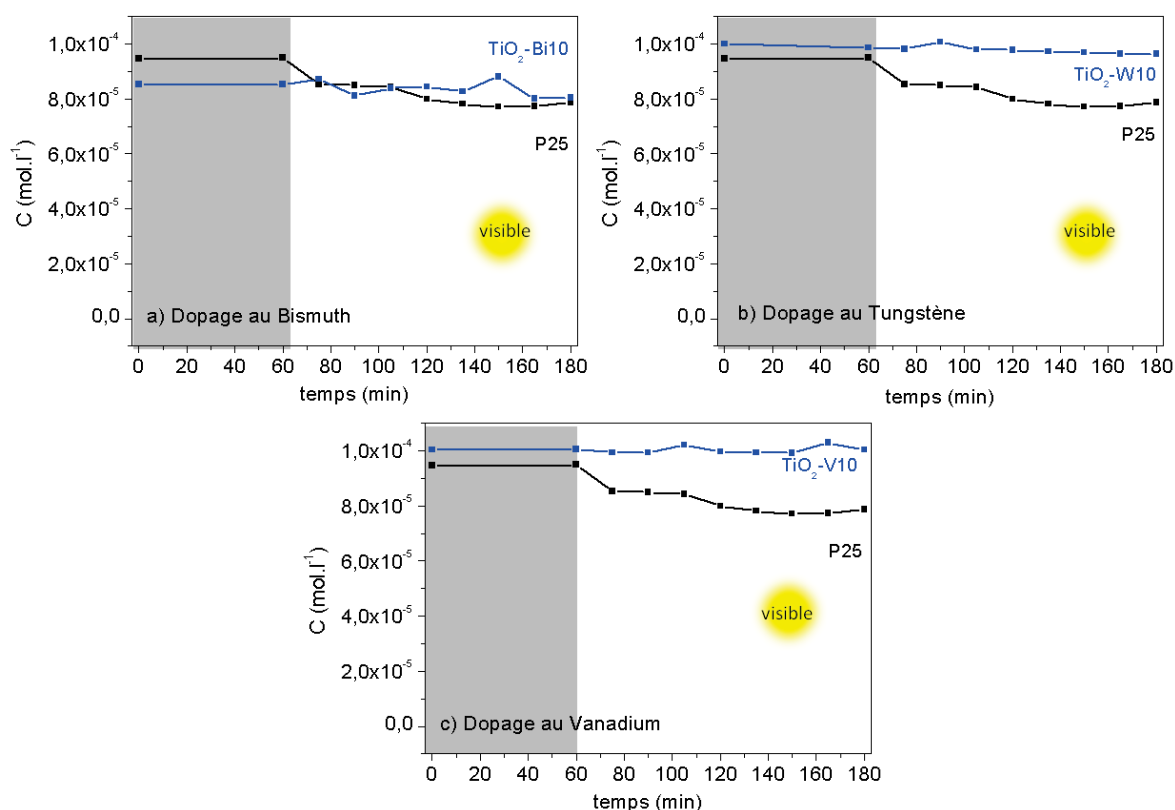 1,0x10⁻⁴
8,0x10⁻⁵
6,0x10⁻⁵
4,0x10⁻⁵
2,0x10⁻⁵
0,0
C (mol.l⁻¹)
TiO₂-Bi10
P25
visible
a) Dopage au Bismuth
0 20 40 60 80 100 120 140 160 180
temps (min)
1,0x10⁻⁴
8,0x10⁻⁵
6,0x10⁻⁵
4,0x10⁻⁵
2,0x10⁻⁵
0,0
C (mol.l⁻¹)
TiO₂-W10
P25
visible
b) Dopage au Tungstène
0 20 40 60 80 100 120 140 160 180
temps (min)
1,0x10⁻⁴
8,0x10⁻⁵
6,0x10⁻⁵
4,0x10⁻⁵
2,0x10⁻⁵
0,0
C (mol.l⁻¹)
TiO₂-V10
P25
visible
c) Dopage au Vanadium
0 20 40 60 80 100 120 140 160 180
temps (min)